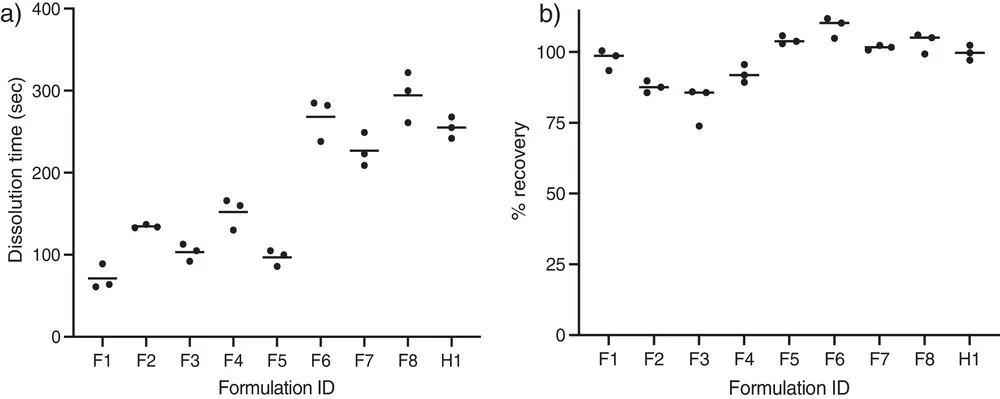 a)
Dissolution time (sec)
400
300
200
100
0
F1 F2 F3 F4 F5 F6 F7 F8 H1
Formulation ID
b)
% recovery
100
75
50
25
0
F1 F2 F3 F4 F5 F6 F7 F8 H1
Formulation ID